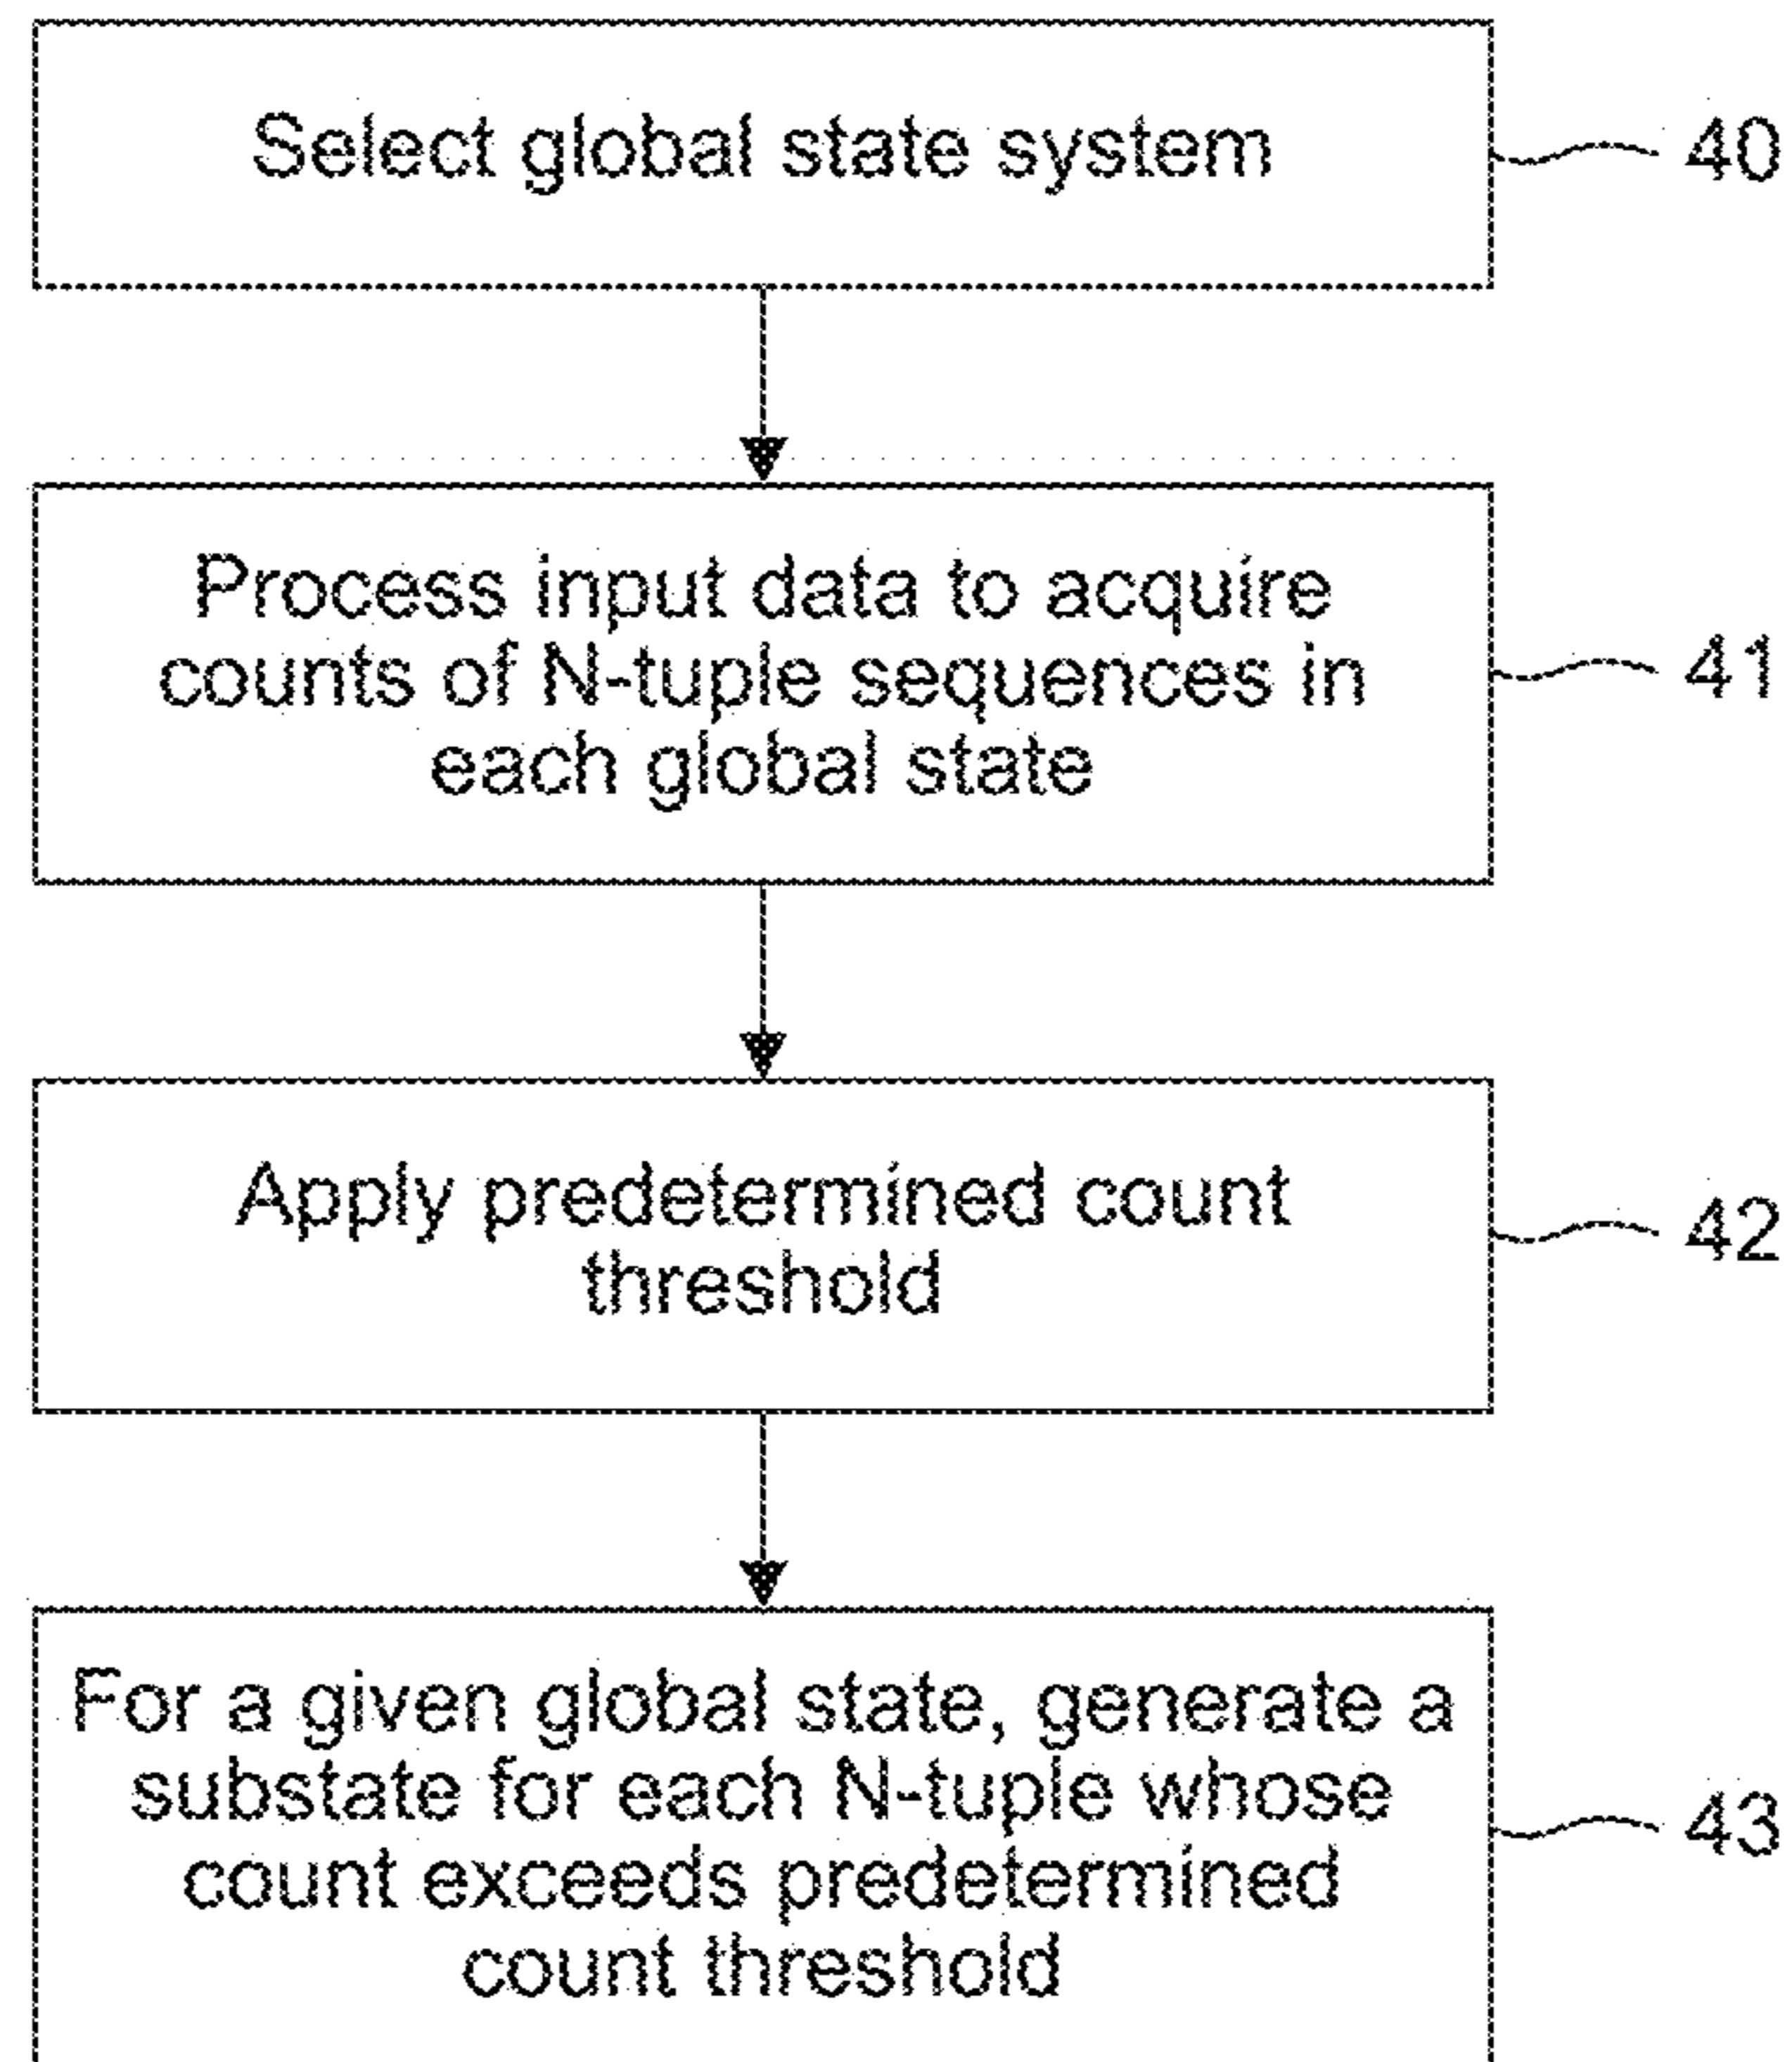 Select global state system
40
Process input data to acquire
counts of N-tuple sequences in
each global state
41
Apply predetermined count
threshold
42
For a given global state, generate a
substate for each N-tuple whose
count exceeds predetermined
count threshold
43